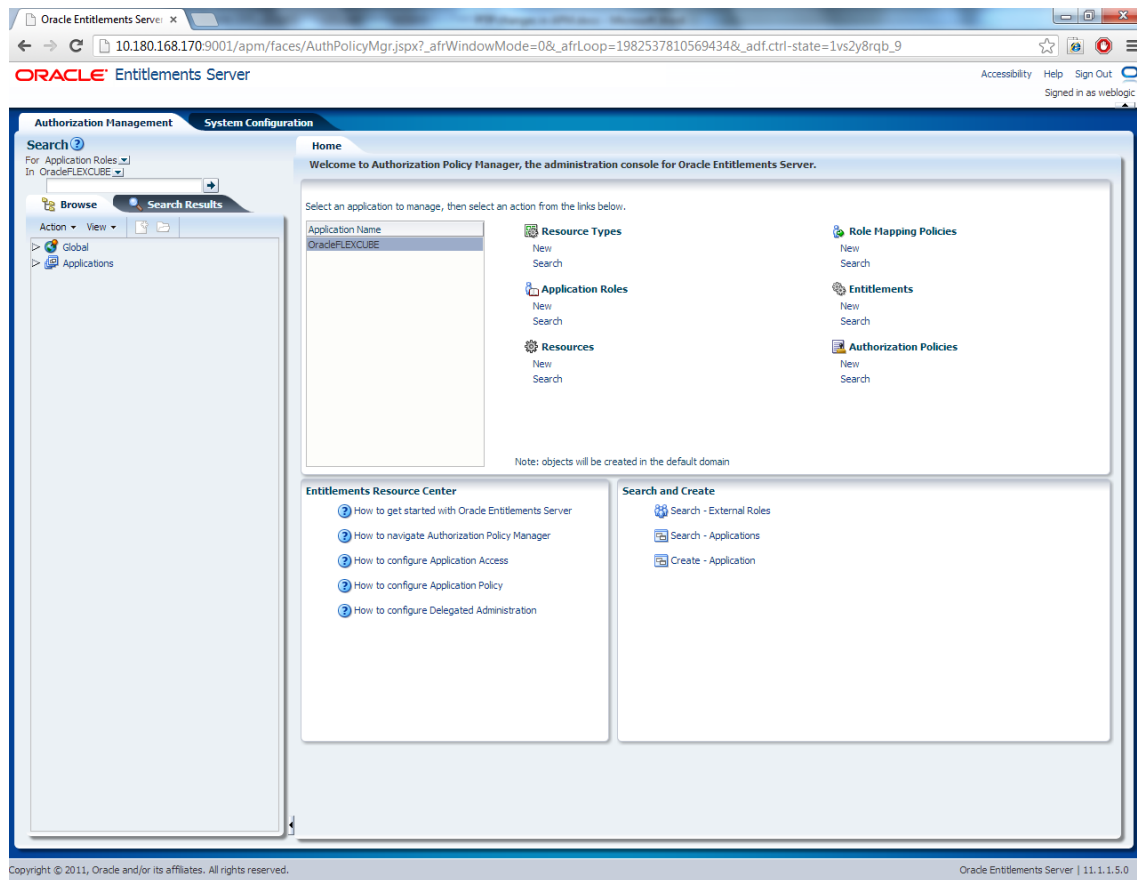 Oracle Entitlements Server
10.180.168.170:9001/apm/faces/AuthPolicyMgr.jspx?_afrWindowMode=0&_afrLoop=1982537810569434&_adf.ctrl-state=1vs2y8rqb_9
ORACLE Entitlements Server
Accessibility Help Sign Out
Signed in as weblogic
Authorization Management System Configuration
Search
For Application Roles
In OracleFLEXCUBE
Browse Search Results
Action View
Global
Applications
Home
Welcome to Authorization Policy Manager, the administration console for Oracle Entitlements Server.
Select an application to manage, then select an action from the links below.
Application Name
OracleFLEXCUBE
Resource Types
New
Search
Application Roles
New
Search
Resources
New
Search
Role Mapping Policies
New
Search
Entitlements
New
Search
Authorization Policies
New
Search
Note: objects will be created in the default domain
Entitlements Resource Center
How to get started with Oracle Entitlements Server
How to navigate Authorization Policy Manager
How to configure Application Access
How to configure Application Policy
How to configure Delegated Administration
Search and Create
Search - External Roles
Search - Applications
Create - Application
Copyright © 2011, Oracle and/or its affiliates. All rights reserved.
Oracle Entitlements Server | 11.1.1.5.0